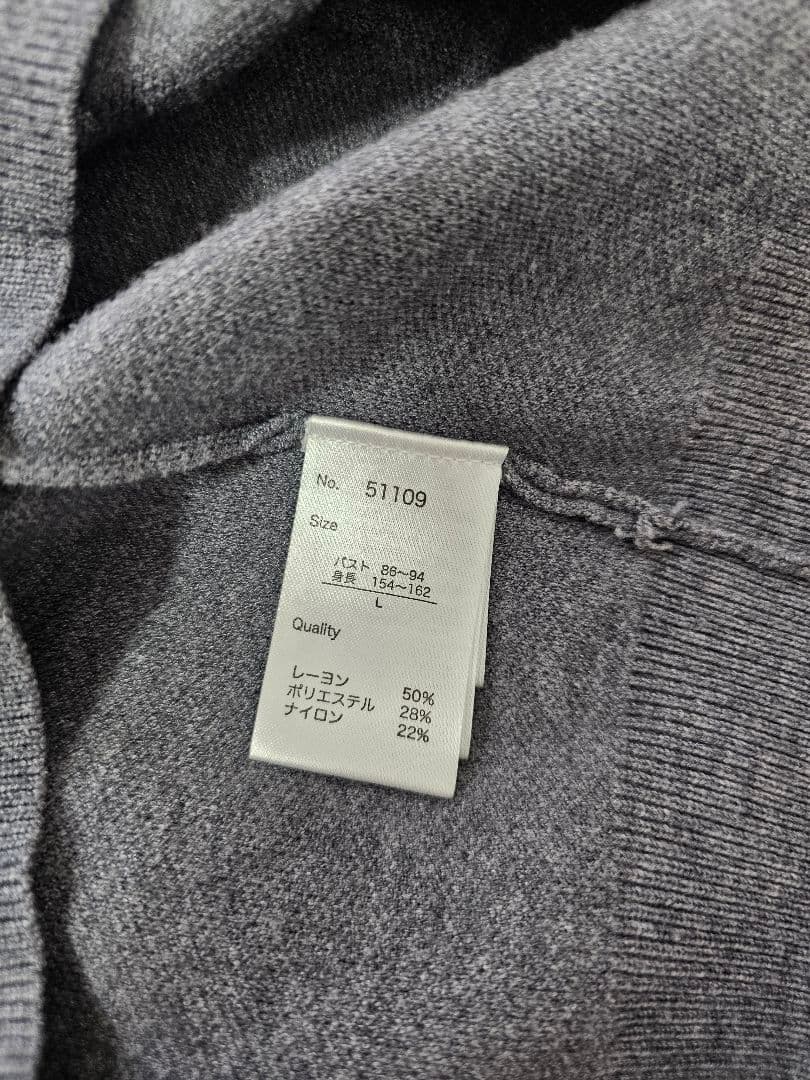 No. 51109
Size
バスト 86〜94
身長 154〜162
L
Quality
レーヨン 50%
ポリエステル 28%
ナイロン 22%